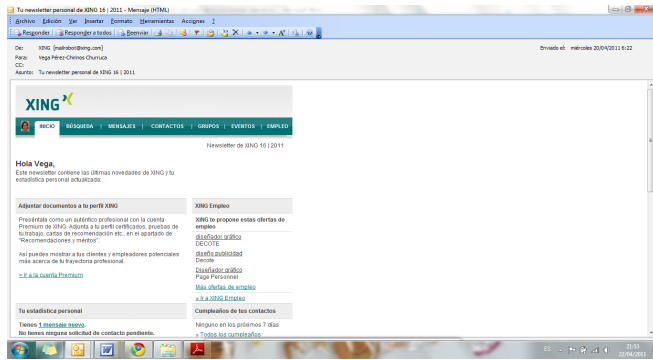 Tu newsletter personal de XING 16 | 2011 - Mensaje (HTML)
Archivo Edición Ver Insertar Formato Herramientas Acciones ?
Responder Responder a todos Reenviar
De: XING [mailrobot@xing.com] Enviado el: miércoles 20/04/2011 6:22
Para: Vega Pérez-Chirinos Churruca
CC:
Asunto: Tu newsletter personal de XING 16 | 2011
XING
INICIO BÚSQUEDA | MENSAJES | CONTACTOS | GRUPOS | EVENTOS | EMPLEO
Newsletter de XING 16 | 2011
Hola Vega,
Este newsletter contiene las últimas novedades de XING y tu
estadística personal actualizada:
Adjuntar documentos a tu perfil XING
Preséntate como un auténtico profesional con la cuenta
Premium de XING. Adjunta a tu perfil certificados, pruebas de
tu trabajo, cartas de recomendación etc., en el apartado de
"Recomendaciones y méritos".
Así puedes mostrar a tus clientes y empleadores potenciales
más acerca de tu trayectoria profesional.
» Ir a la cuenta Premium
XING Empleo
XING te propone estas ofertas de
empleo
diseñador gráfico
DECOTE
diseño publicidad
Decote
Diseñador gráfico
Page Personnel
Más ofertas de empleo
» Ir a XING Empleo
Tu estadística personal
Tienes 1 mensaje nuevo.
No tienes ninguna solicitud de contacto pendiente.
Cumpleaños de tus contactos
Ninguno en los próximos 7 días
» Todos los cumpleaños
ES 21:53
22/04/2011